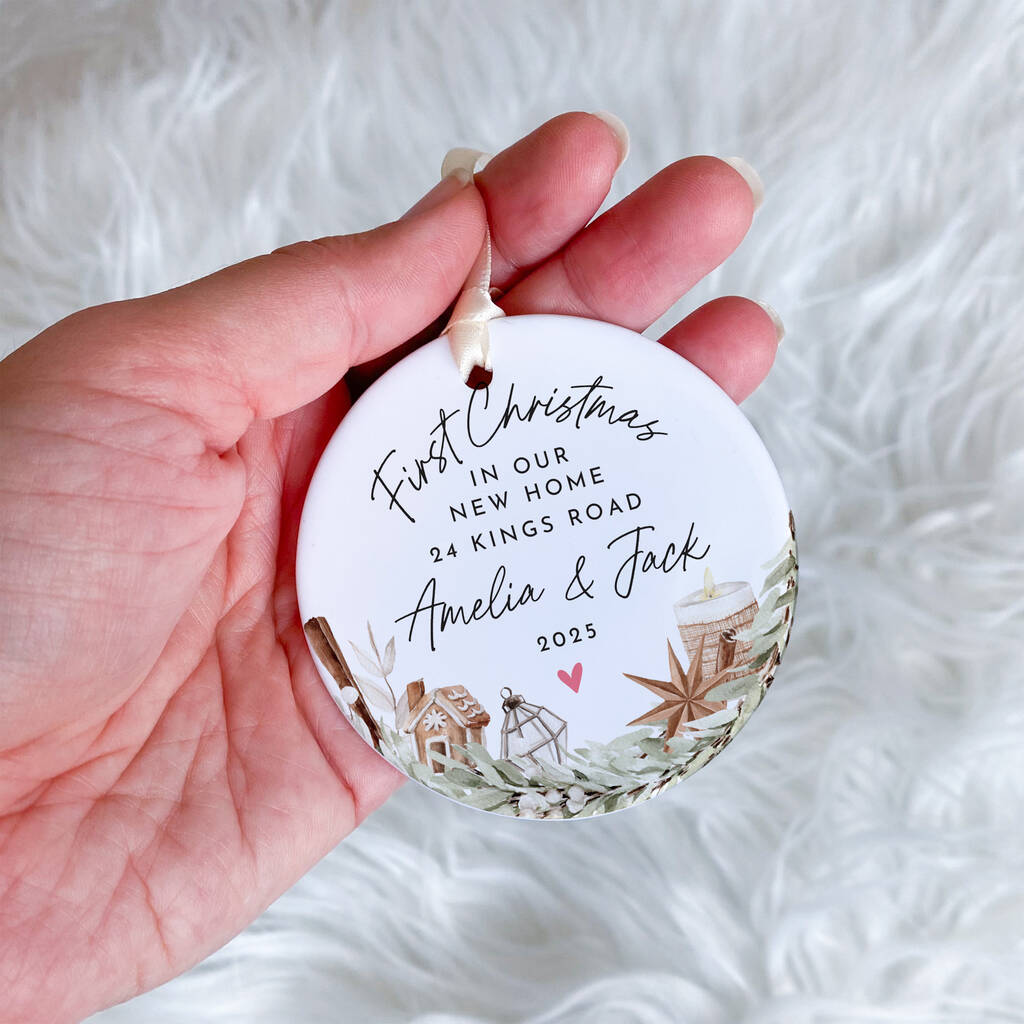 First Christmas
IN OUR
NEW HOME
24 KINGS ROAD
Amelia & Jack
2025